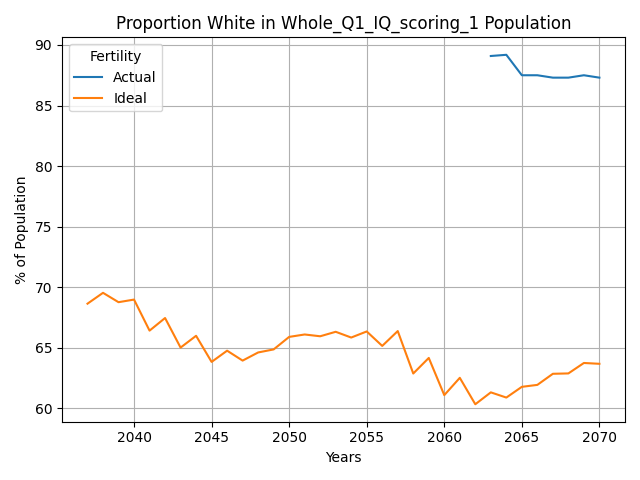 Proportion White in Whole_Q1_IQ_scoring_1 Population
Fertility
Actual
Ideal
% of Population
90
85
80
75
70
65
60
2040
2045
2050
2055
2060
2065
2070
Years